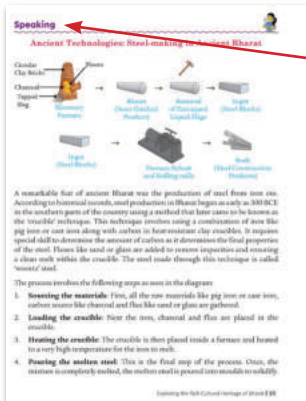 Speaking
Ancient Technologies: Steel-making in Ancient Bharat
Circular
Clay Bricks
Charcoal
Tapped
Slag
Bloomery
Furnace
Bloom
Product)
Removal
of Entrapped
Liquid Slags
Ingot
(Steel Blocks)
Ingot
(Steel Blocks)
and Rolling mills
(Steel Construction
Products)
A remarkable feat of ancient Bharat was the production of steel from iron ore.
According to historical records, steel production in Bharat began as early as 300 BCE
in the southern parts of the country using a method that later came to be known as
the 'crucible' technique. This technique involves using a combination of iron like
pig iron or cast iron along with carbon in heat-resistant clay crucibles. It requires
special skill to determine the amount of carbon as it determines the final properties
of the steel. Fluxes like sand or glass are added to remove impurities and ensuring
a clean melt within the crucible. The steel made through this technique is called
'wootz' steel.
The process involves the following steps as seen in the diagram:
1. Sourcing the materials: First, all the raw materials like pig iron or cast iron,
carbon source like charcoal and flux like sand or glass are gathered.
2. Loading the crucible: Next the iron, charcoal and flux are placed in the
crucible.
3. Heating the crucible: The crucible is then placed inside a furnace and heated
to a very high temperature for the iron to melt.
4. Pouring the molten steel: This is the final step of the process. Once, the
mixture is completely melted, the molten steel is poured into moulds to solidify.
Exploring the Rich Cultural Heritage of Bharat